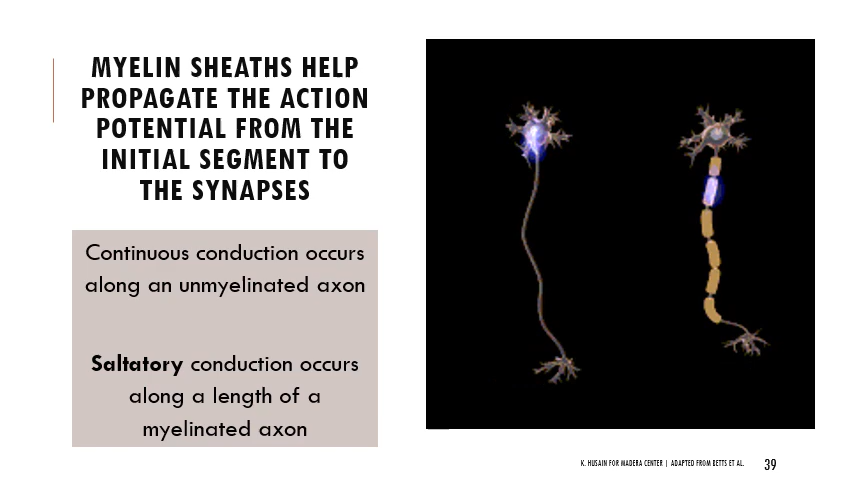 MYELIN SHEATHS HELP
PROPAGATE THE ACTION
POTENTIAL FROM THE
INITIAL SEGMENT TO
THE SYNAPSES
Continuous conduction occurs
along an unmyelinated axon
Saltatory conduction occurs
along a length of a
myelinated axon
K. HUSAIN FOR MADERA CENTER | ADAPTED FROM BETTS ET AL.
39